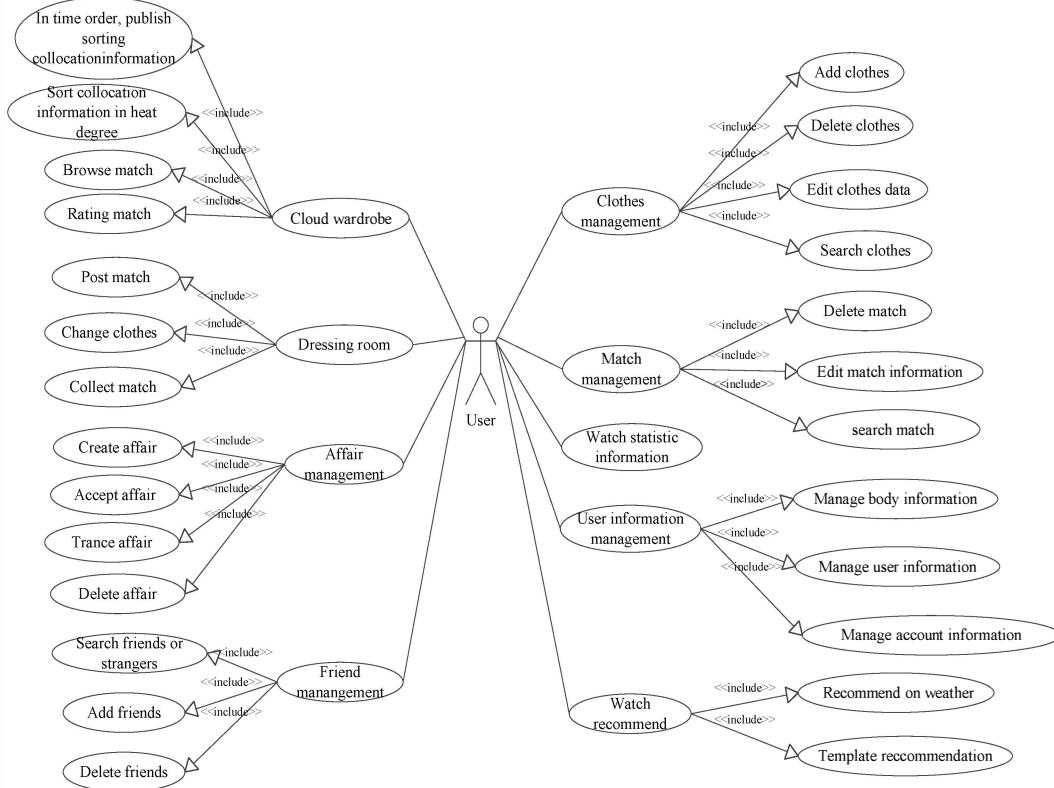 In time order, publish
sorting
collocationinformation
Sort collocation
information in heat
degree
Browse match
Rating match
<<include>>
<<include>>
<<include>>
<<include>>
Cloud wardrobe
Post match
Change clothes
Collect match
<<include>>
<<include>>
<<include>>
Dressing room
Create affair
Accept affair
Trance affair
Delete affair
<<include>>
<<include>>
<<include>>
<<include>>
Affair
management
Search friends or
strangers
Add friends
Delete friends
<<include>>
<<include>>
<<include>>
Friend
manangement
User
Clothes
management
<<include>>
<<include>>
<<include>>
<<include>>
Add clothes
Delete clothes
Edit clothes data
Search clothes
Match
management
<<include>>
<<include>>
<<include>>
Delete match
Edit match information
search match
Watch statistic
information
User information
management
<<include>>
<<include>>
<<include>>
Manage body information
Manage user information
Manage account information
Watch
recommend
<<include>>
<<include>>
Recommend on weather
Template reccommendation